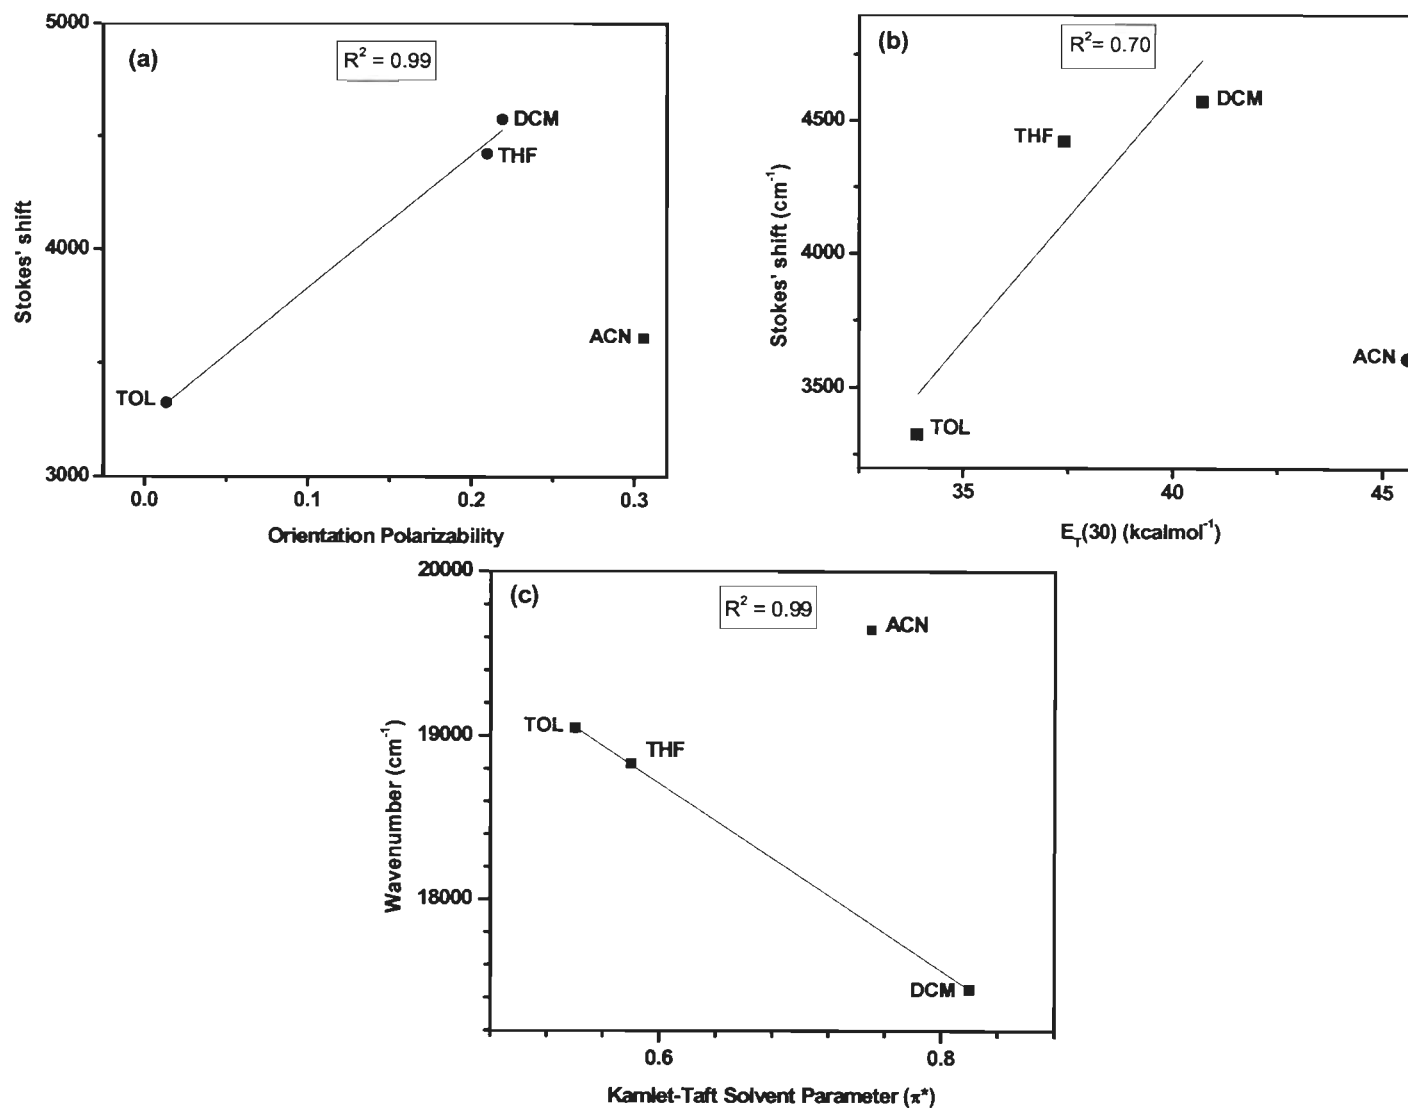 (a)
R² = 0.99
5000
4000
3000
Stokes' shift
DCM
THF
ACN
TOL
0.0 0.1 0.2 0.3
Orientation Polarizability
(b)
R²= 0.70
4500
4000
3500
Stokes' shift (cm⁻¹)
DCM
THF
ACN
TOL
35 40 45
E_T(30) (kcalmol⁻¹)
(c)
R² = 0.99
20000
19000
18000
Wavenumber (cm⁻¹)
ACN
TOL
THF
DCM
0.6 0.8
Kamlet-Taft Solvent Parameter (π*)